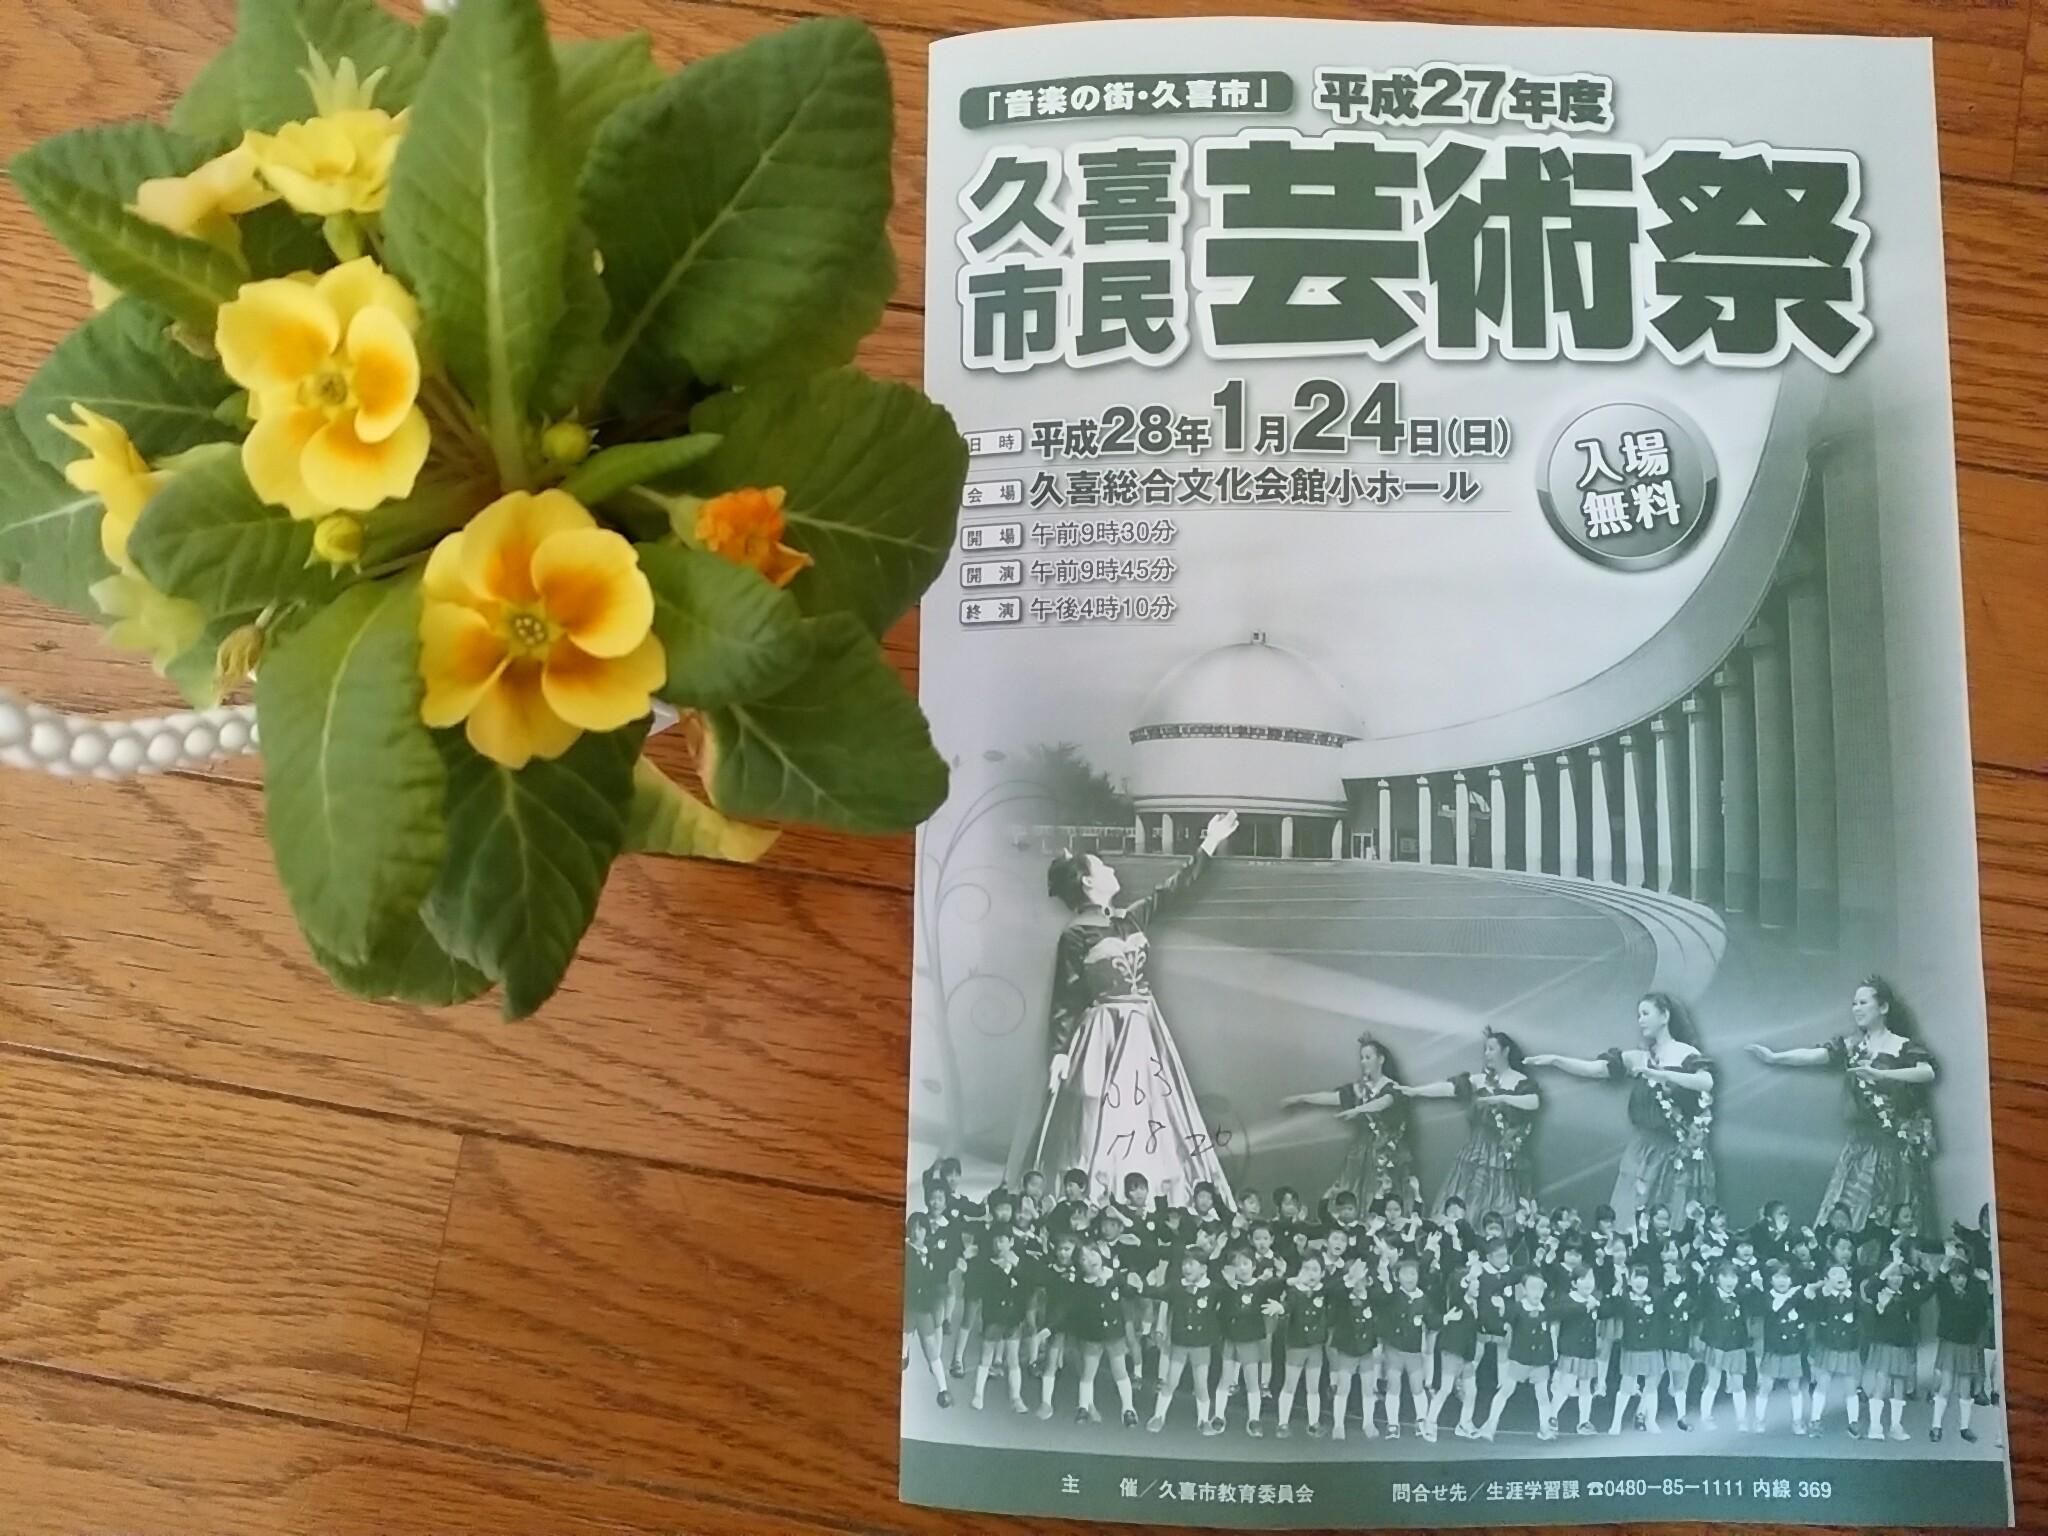 「音楽の街・久喜市」 平成27年度
久喜市民芸術祭
日時 平成28年1月24日(日)
会場 久喜総合文化会館小ホール
開場 午前9時30分
開演 午前9時45分
終演 午後4時10分
入場
無料
主 催／久喜市教育委員会 問合せ先／生涯学習課 ☎0480-85-1111 内線 369